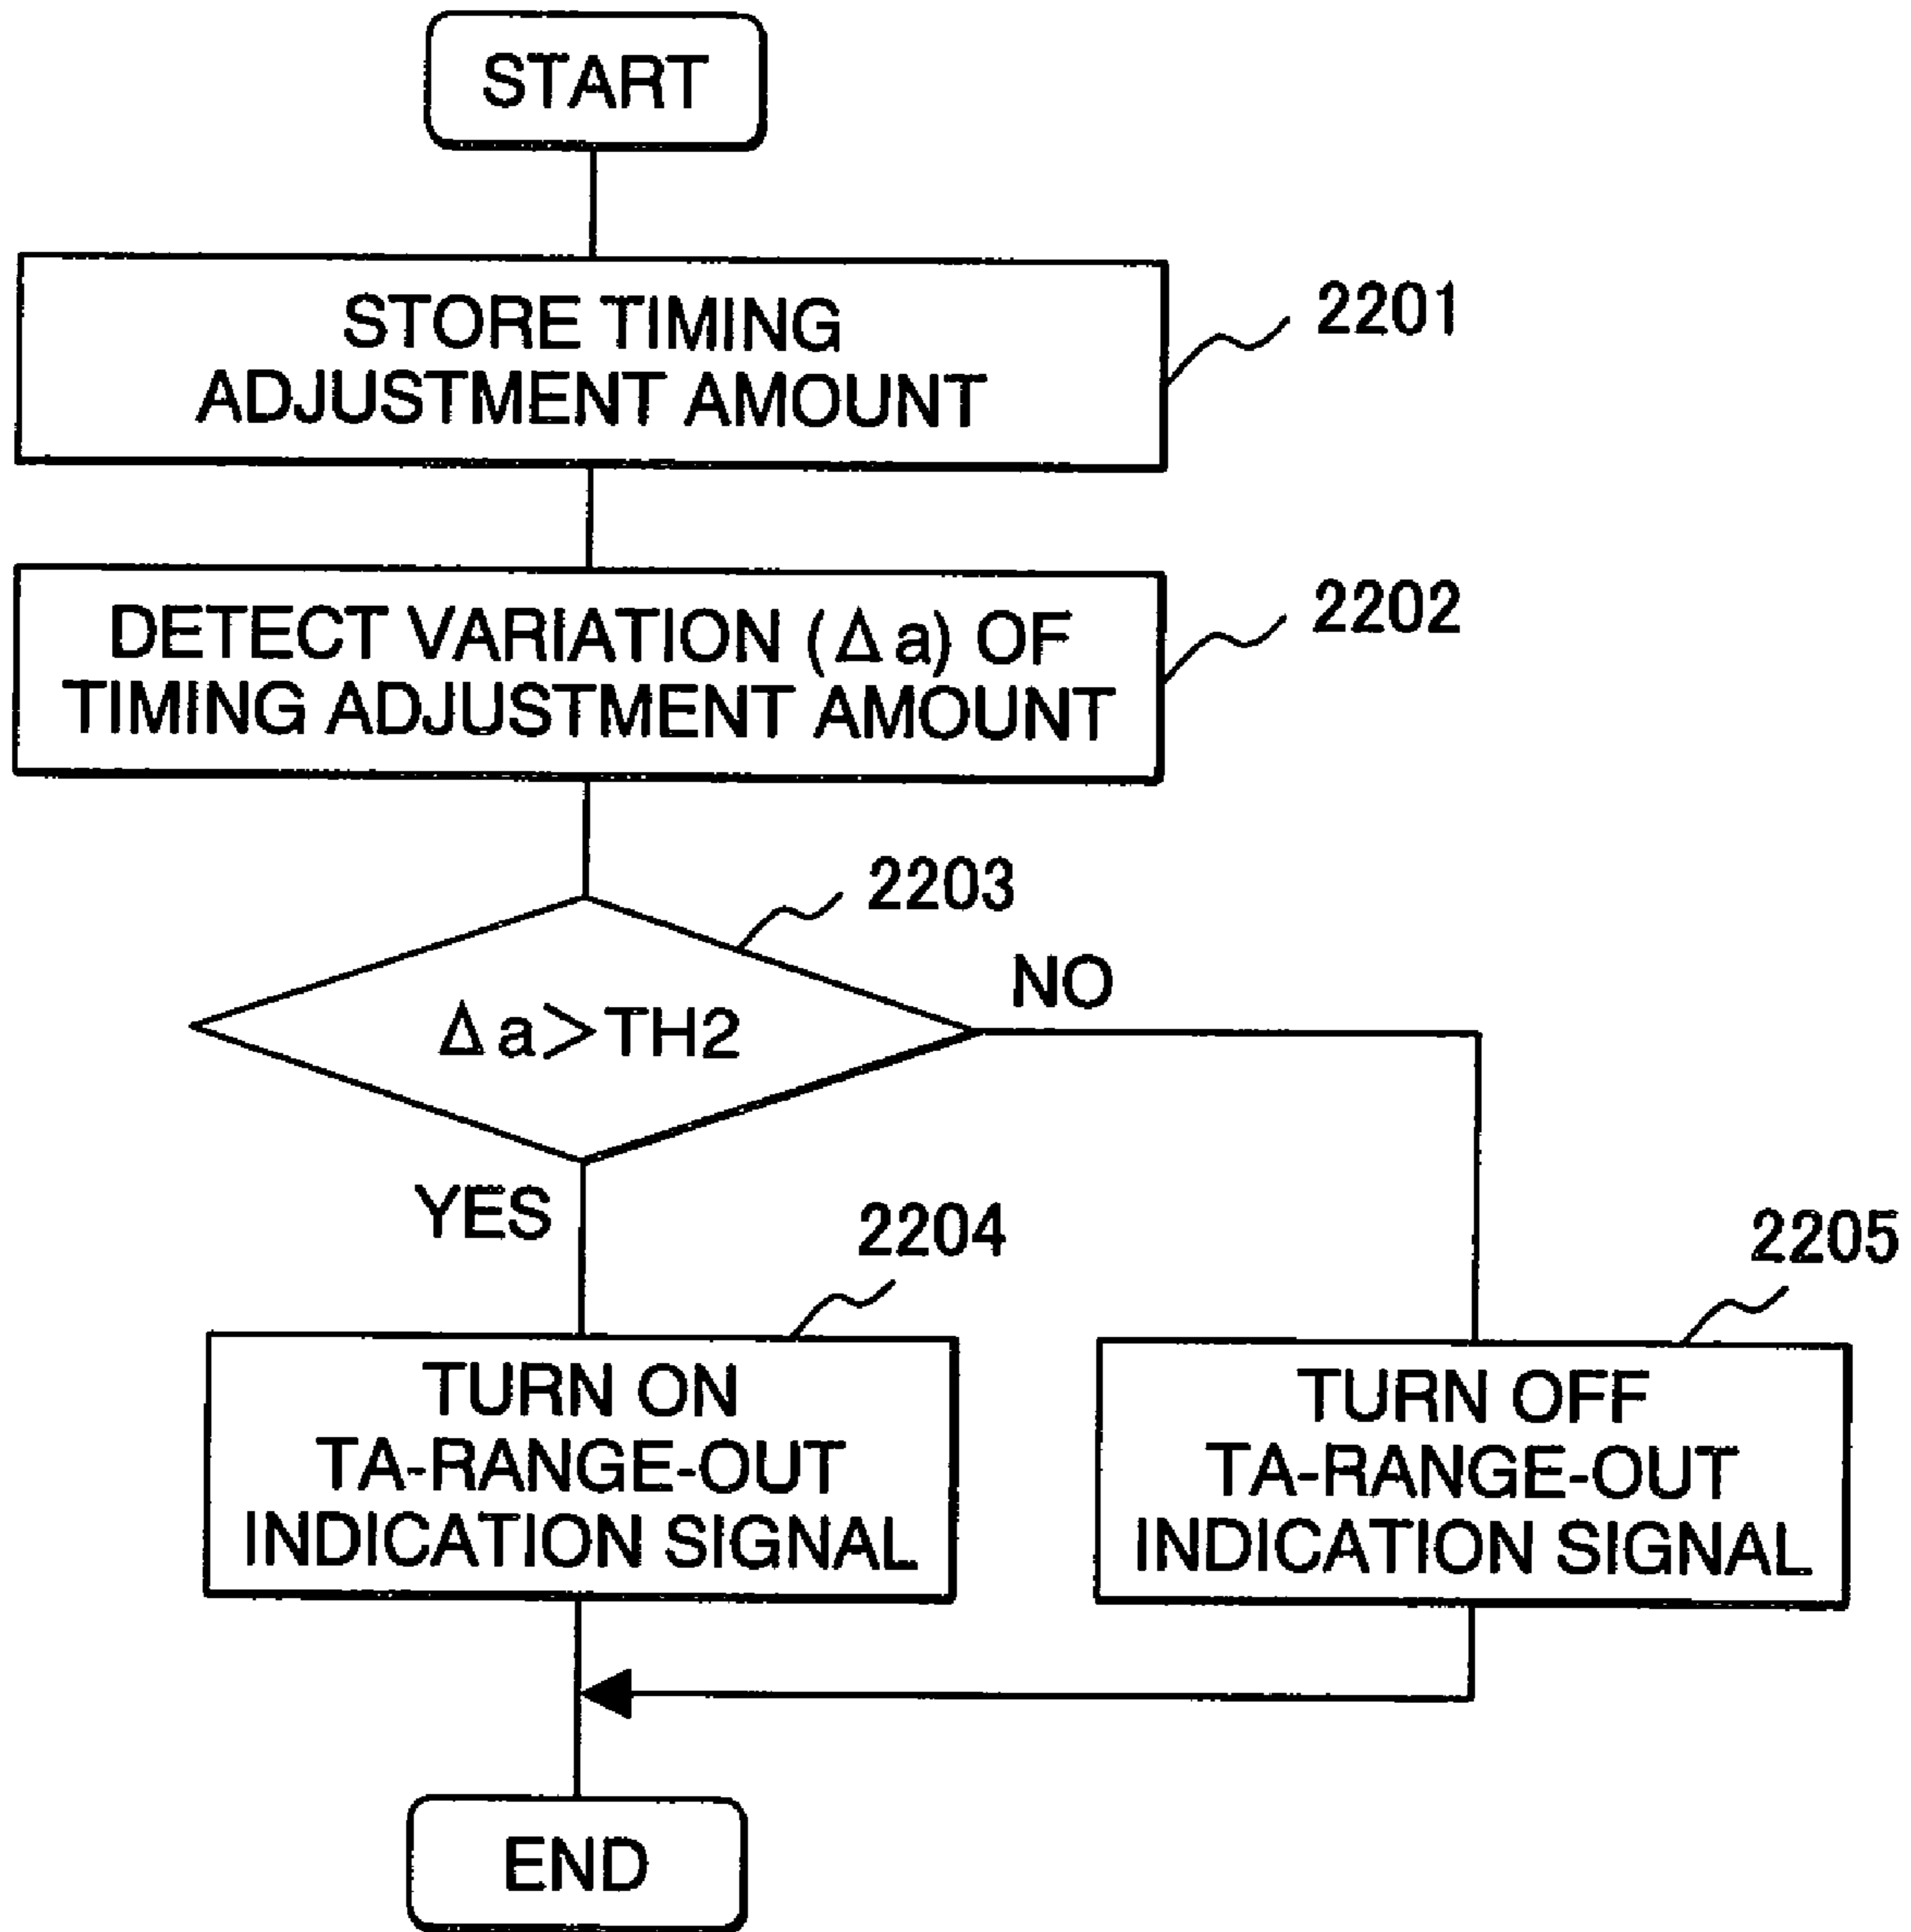 START
STORE TIMING
ADJUSTMENT AMOUNT
2201
DETECT VARIATION (Δa) OF
TIMING ADJUSTMENT AMOUNT
2202
2203
Δa>TH2
NO
YES
2204
2205
TURN ON
TA-RANGE-OUT
INDICATION SIGNAL
TURN OFF
TA-RANGE-OUT
INDICATION SIGNAL
END